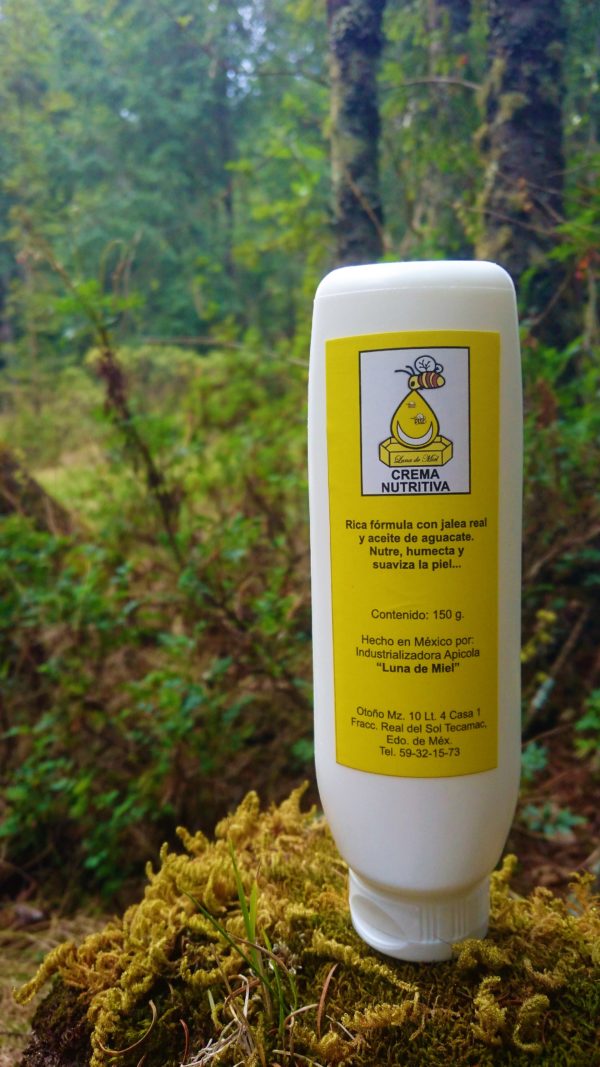 Luna de Miel
CREMA
NUTRITIVA
Rica fórmula con jalea real
y aceite de aguacate.
Nutre, humecta y
suaviza la piel...
Contenido: 150 g.
Hecho en México por:
Industrializadora Apicola
“Luna de Miel”
Otoño Mz. 10 Lt. 4 Casa 1
Fracc. Real del Sol Tecamac,
Edo. de Méx.
Tel. 59-32-15-73